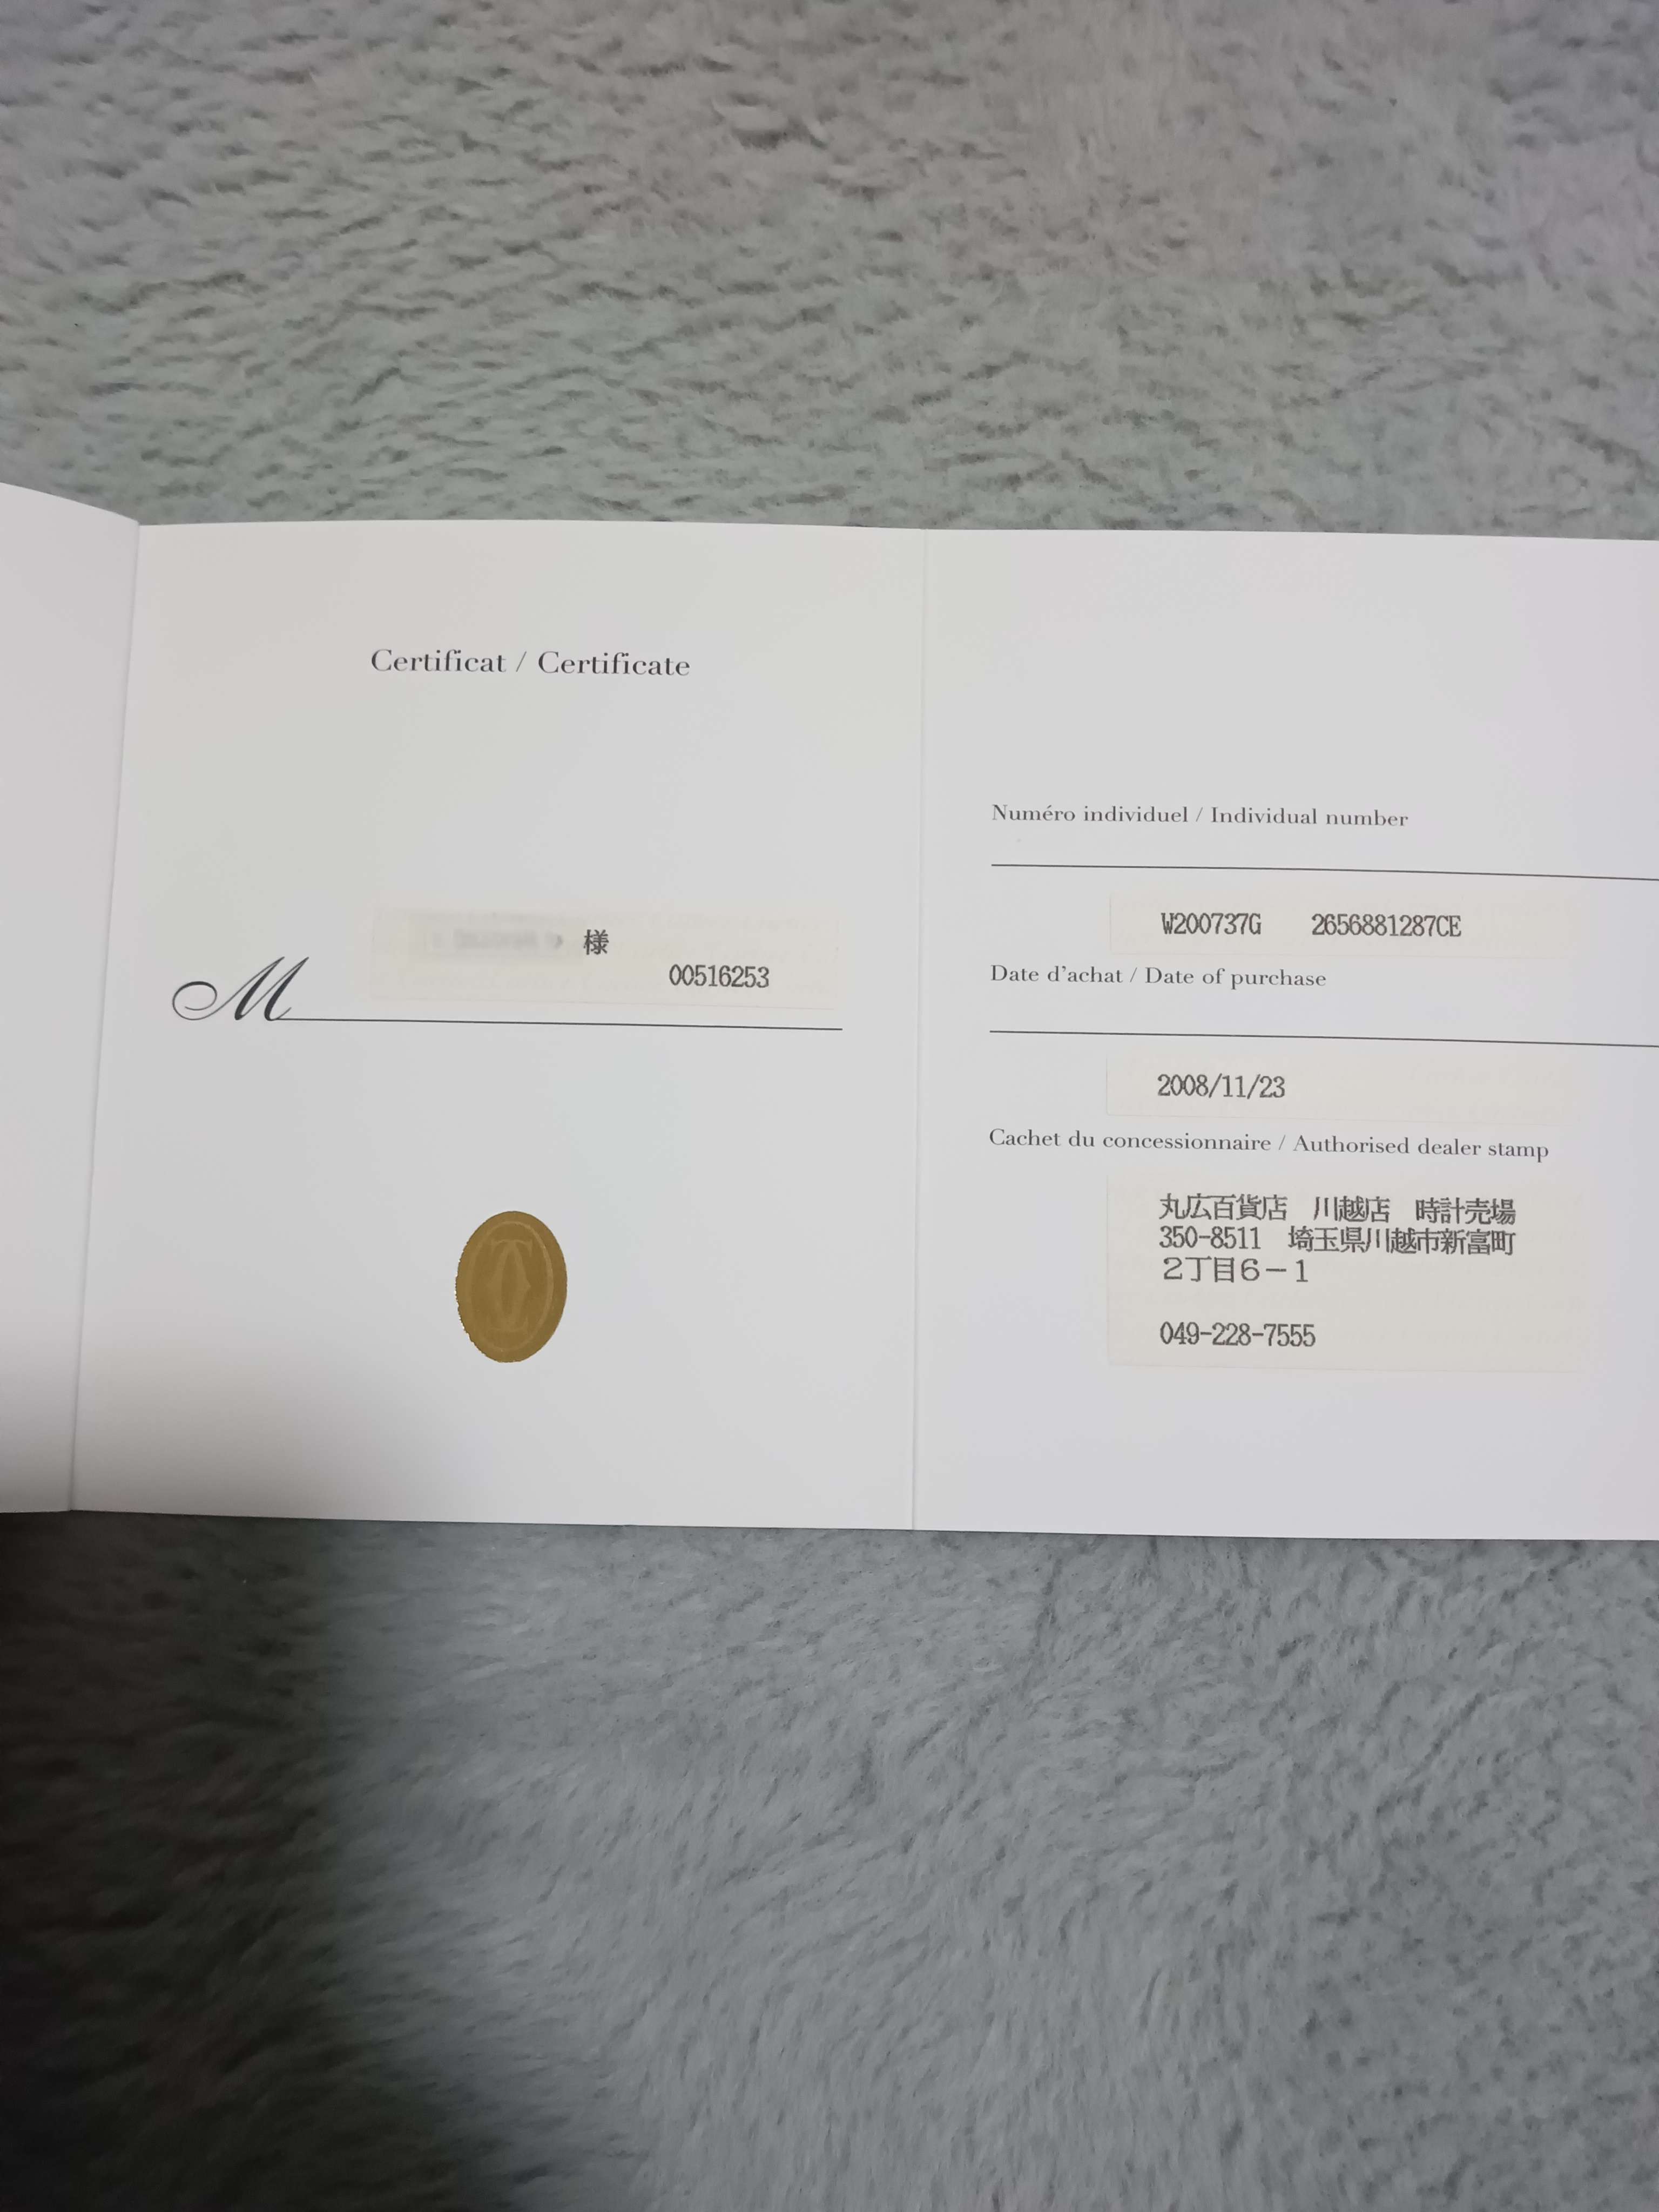 Certificat / Certificate
様
00516253
M
Numéro individuel / Individual number
W200737G 2656881287CE
Date d'achat / Date of purchase
2008/11/23
Cachet du concessionnaire / Authorised dealer stamp
丸広百貨店 川越店 時計売場
350-8511 埼玉県川越市新富町
２丁目６－１
049-228-7555